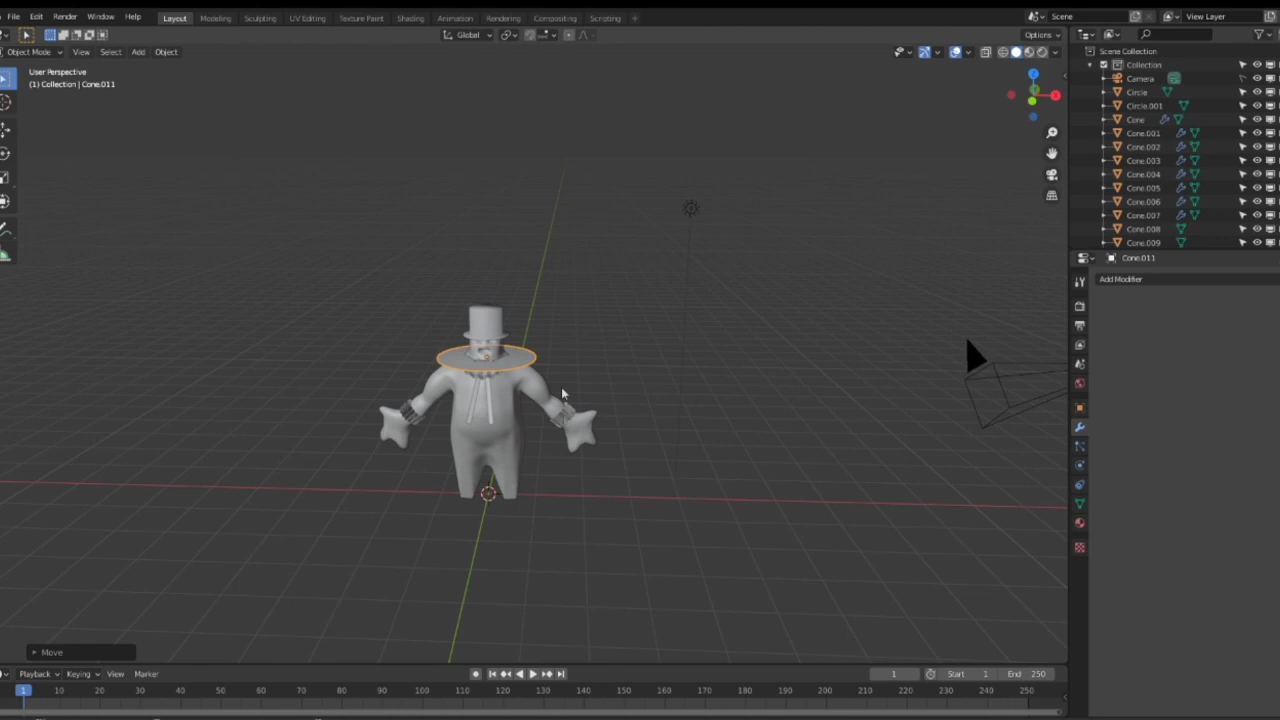 File Edit Render Window Help Layout Modeling Sculpting UV Editing Texture Paint Shading Animation Rendering Compositing Scripting + Scene View Layer
Global Options
Object Mode View Select Add Object
User Perspective
(1) Collection | Cone.011
Scene Collection
Collection
Camera
Circle
Circle.001
Cone
Cone.001
Cone.002
Cone.003
Cone.004
Cone.005
Cone.006
Cone.007
Cone.008
Cone.009
Cone.011
Add Modifier
Move
Playback Keying View Marker 1 Start 1 End 250
1 10 20 30 40 50 60 70 80 90 100 110 120 130 140 150 160 170 180 190 200 210 220 230 240 250